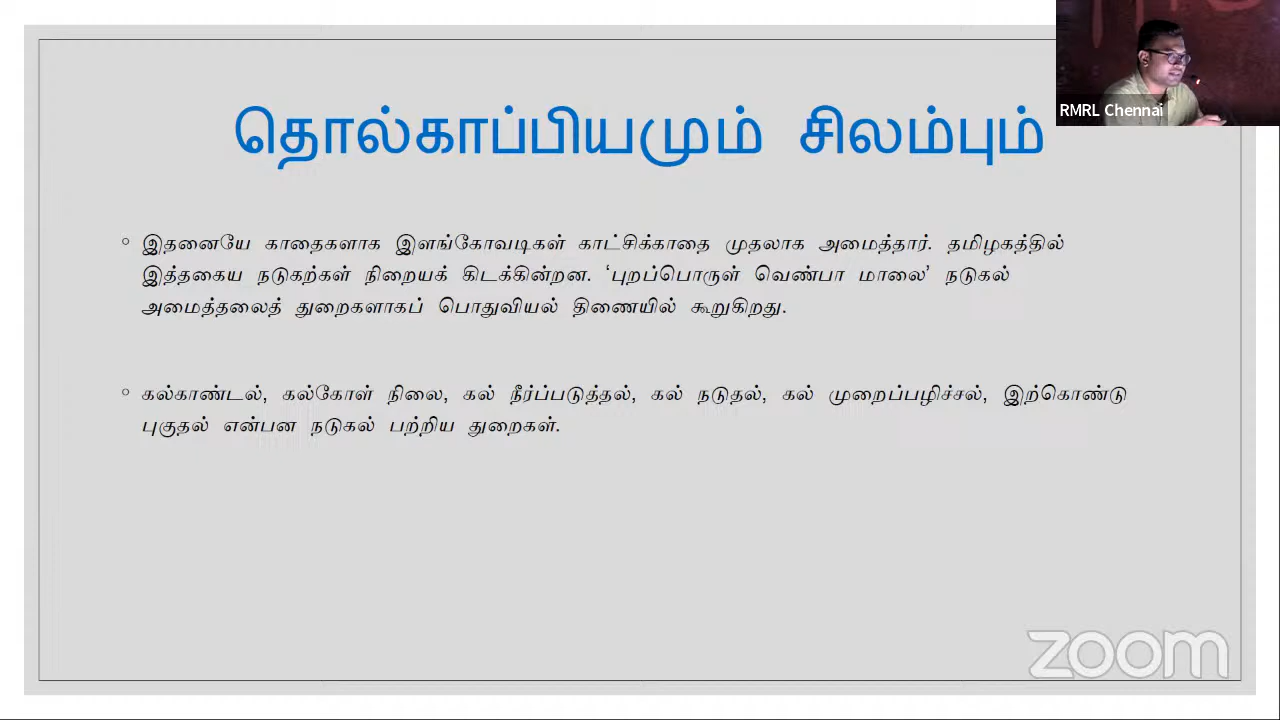 RMRL Chennai
தொல்காப்பியமும் சிலம்பும்
◦ இதனையே காதைகளாக இளங்கோவடிகள் காட்சிக்காதை முதலாக அமைத்தார். தமிழகத்தில்
இத்தகைய நடுகற்கள் நிறையக் கிடக்கின்றன. ‘புறப்பொருள் வெண்பா மாலை’ நடுகல்
அமைத்தலைத் துறைகளாகப் பொதுவியல் திணையில் கூறுகிறது.
◦ கல்காண்டல், கல்கோள் நிலை, கல் நீர்ப்படுத்தல், கல் நடுதல், கல் முறைப்பழிச்சல், இற்கொண்டு
புகுதல் என்பன நடுகல் பற்றிய துறைகள்.
zoom